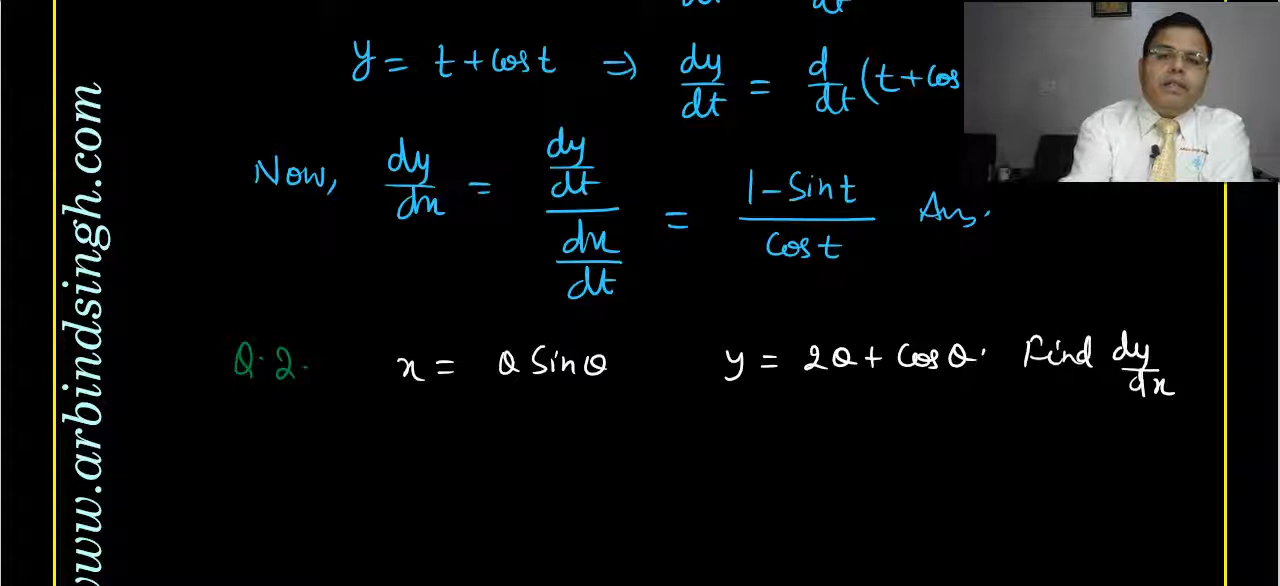 y = t + cos t ⇒ dy/dt = d/dt (t + cos
Now, dy/dx = (dy/dt)/(dx/dt) = (1 - Sin t)/(Cos t) Ans.
Q.2. x = θ Sin θ y = 2θ + Cos θ. Find dy/dx
www.arbindsingh.com